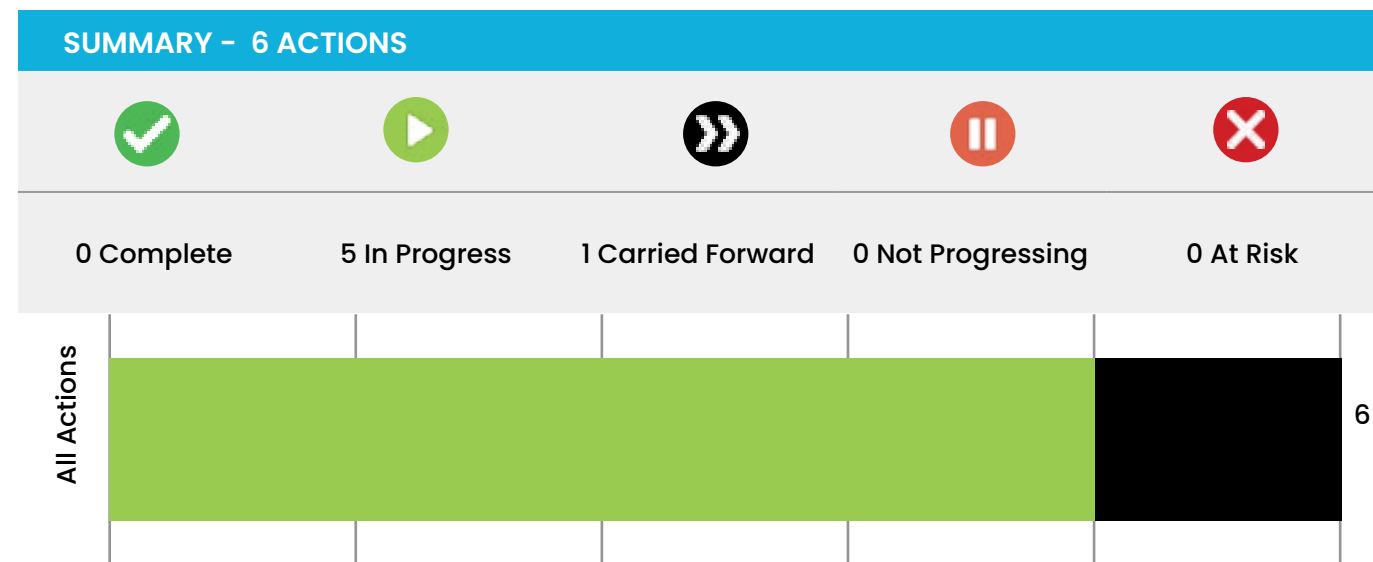 SUMMARY - 6 ACTIONS
0 Complete
5 In Progress
1 Carried Forward
0 Not Progressing
0 At Risk
All Actions
6